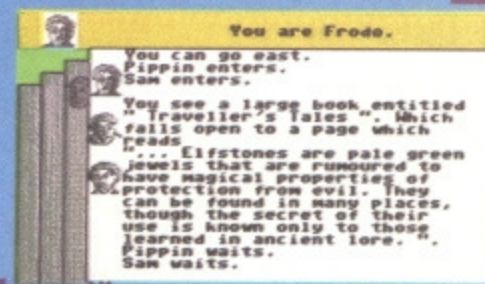 You are Frodo.
You can go east.
Pippin enters.
Sam enters.
You see a large book entitled
" Traveller's Tales ". Which
falls open to a page which
reads
"... Elfstones are pale green
jewels that are rumoured to
have magical properties of
protection from evil. They
can be found in many places,
though the secret of their
use is known only to those
learned in ancient lore. ".
Pippin waits.
Sam waits.